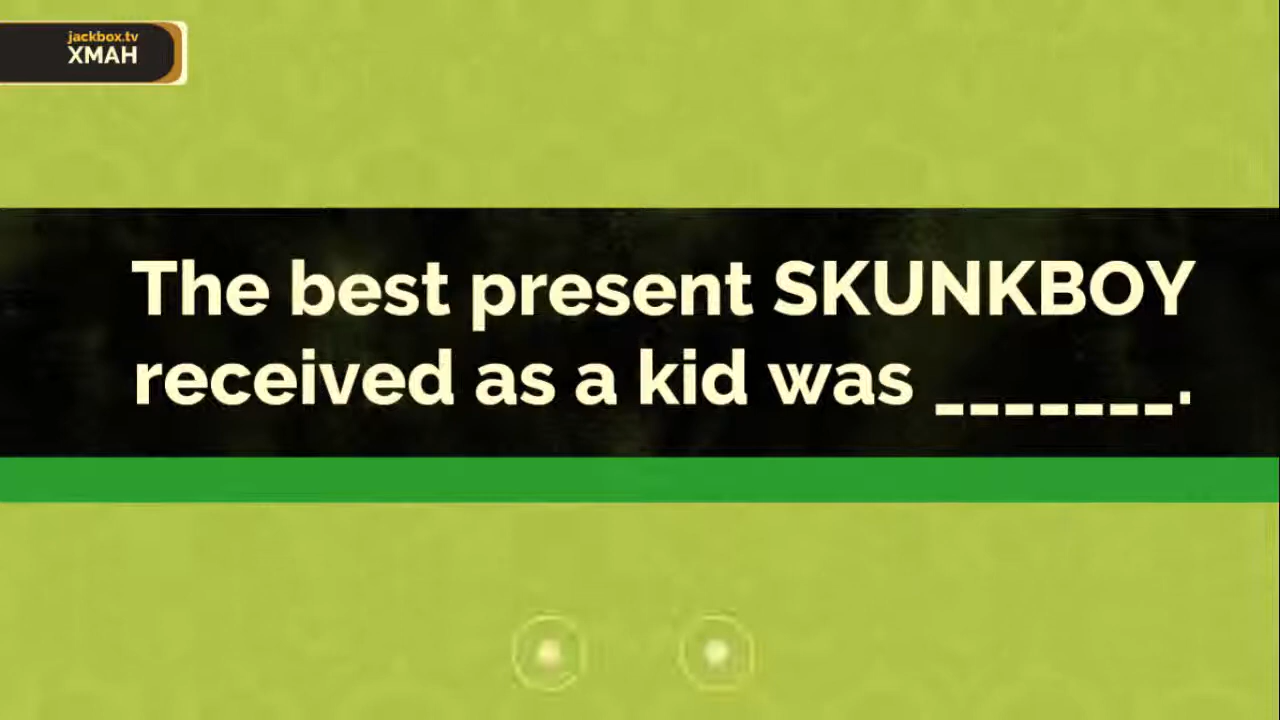 jackbox.tv
XMAH
The best present SKUNKBOY
received as a kid was _______.